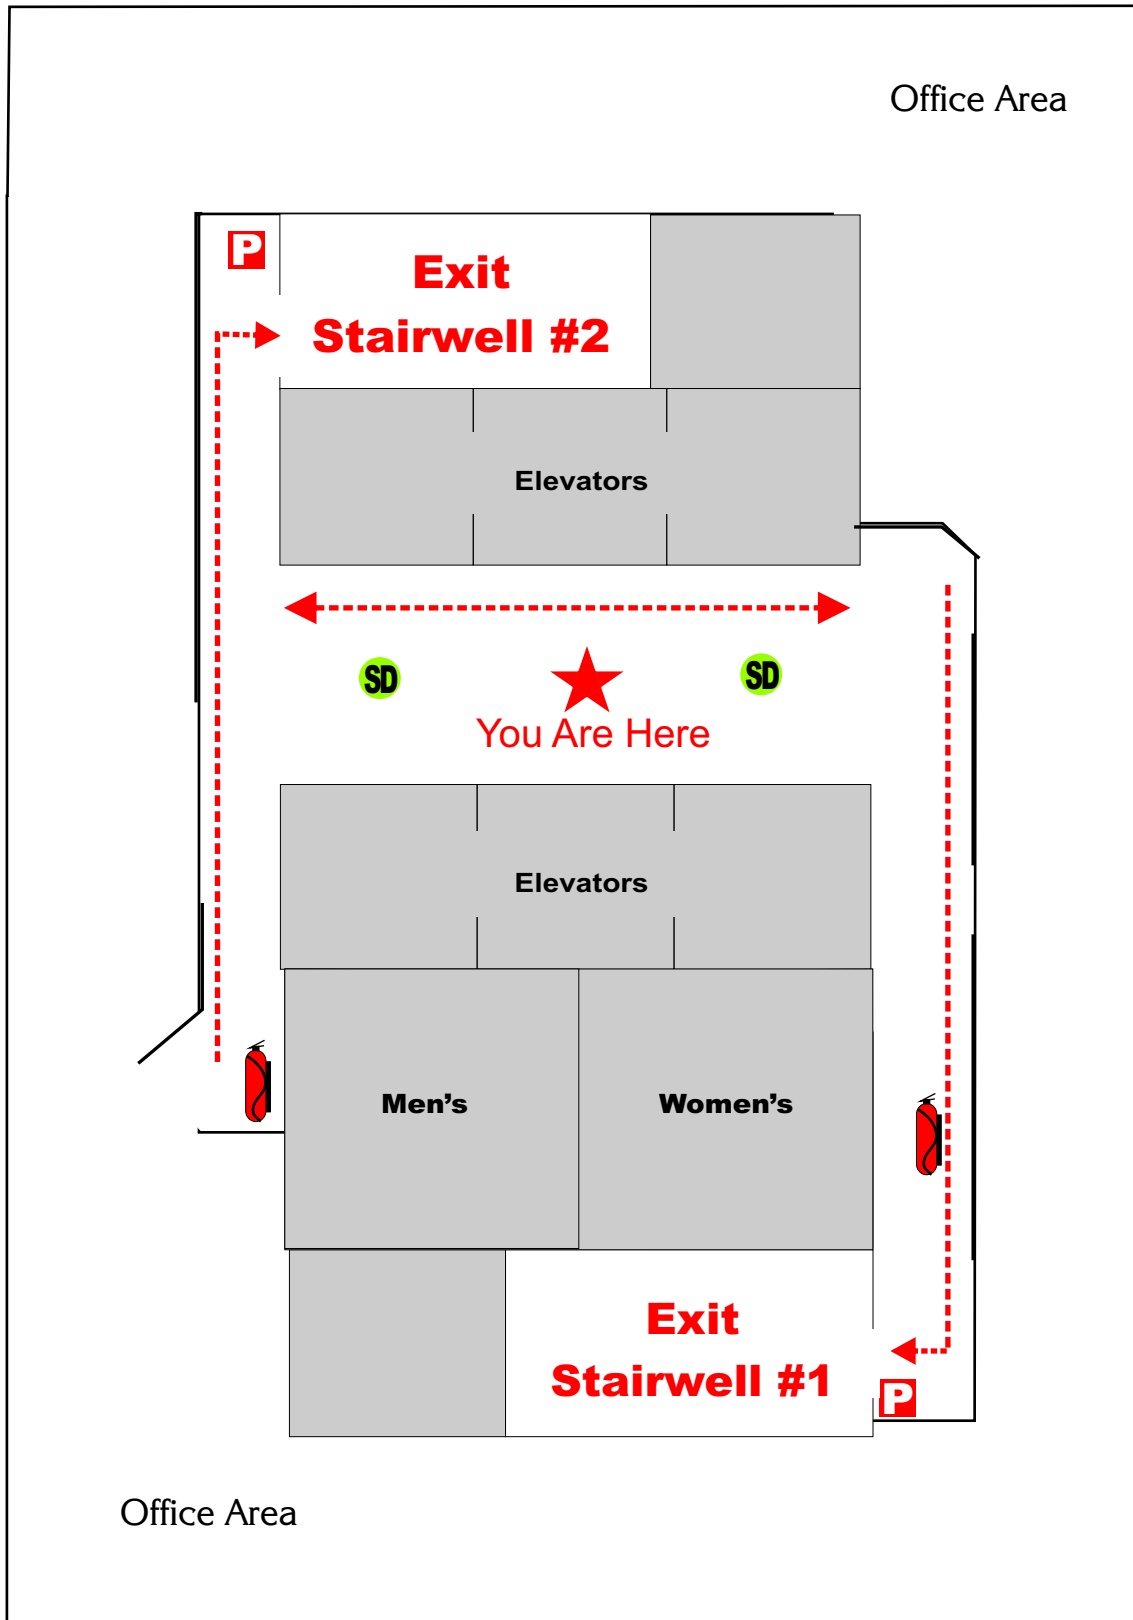 Office Area
P
Exit
Stairwell #2
Elevators
SD
SD
You Are Here
Elevators
Men’s
Women’s
Exit
Stairwell #1
P
Office Area